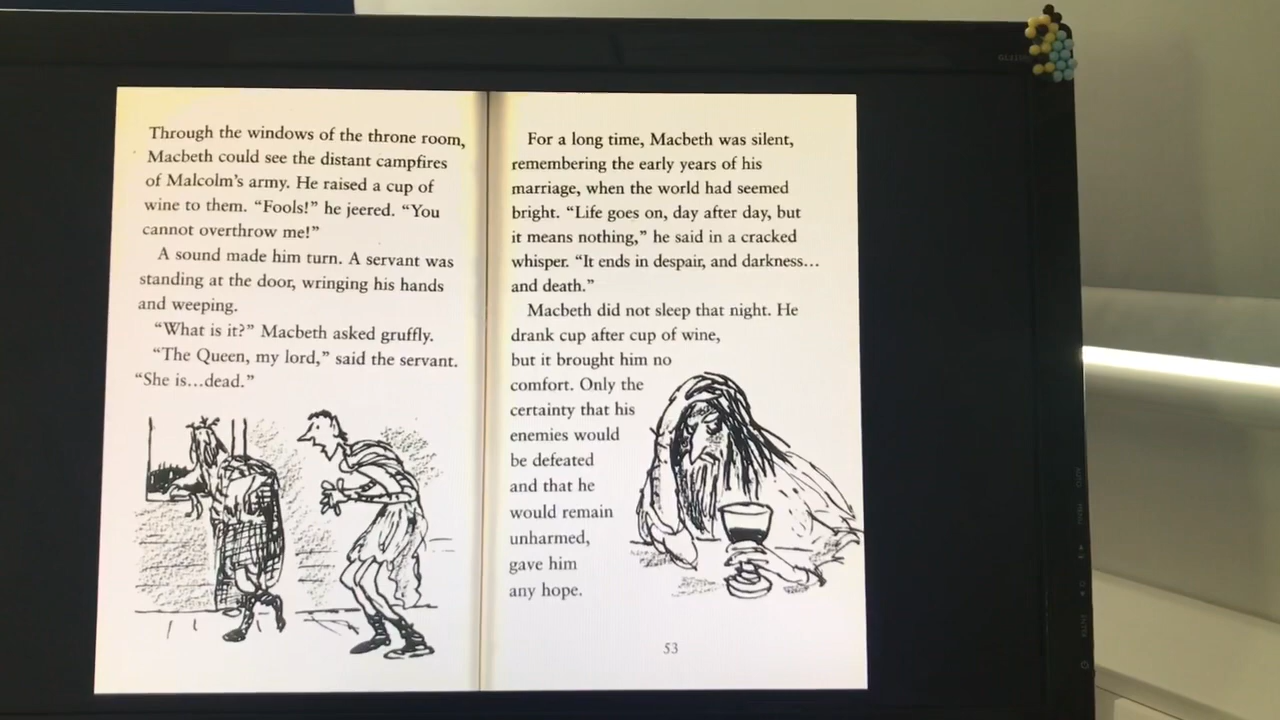 Through the windows of the throne room,
Macbeth could see the distant campfires
of Malcolm's army. He raised a cup of
wine to them. “Fools!” he jeered. “You
cannot overthrow me!”
A sound made him turn. A servant was
standing at the door, wringing his hands
and weeping.
“What is it?” Macbeth asked gruffly.
“The Queen, my lord,” said the servant.
“She is...dead.”
For a long time, Macbeth was silent,
remembering the early years of his
marriage, when the world had seemed
bright. “Life goes on, day after day, but
it means nothing,” he said in a cracked
whisper. “It ends in despair, and darkness...
and death.”
Macbeth did not sleep that night. He
drank cup after cup of wine,
but it brought him no
comfort. Only the
certainty that his
enemies would
be defeated
and that he
would remain
unharmed,
gave him
any hope.
53